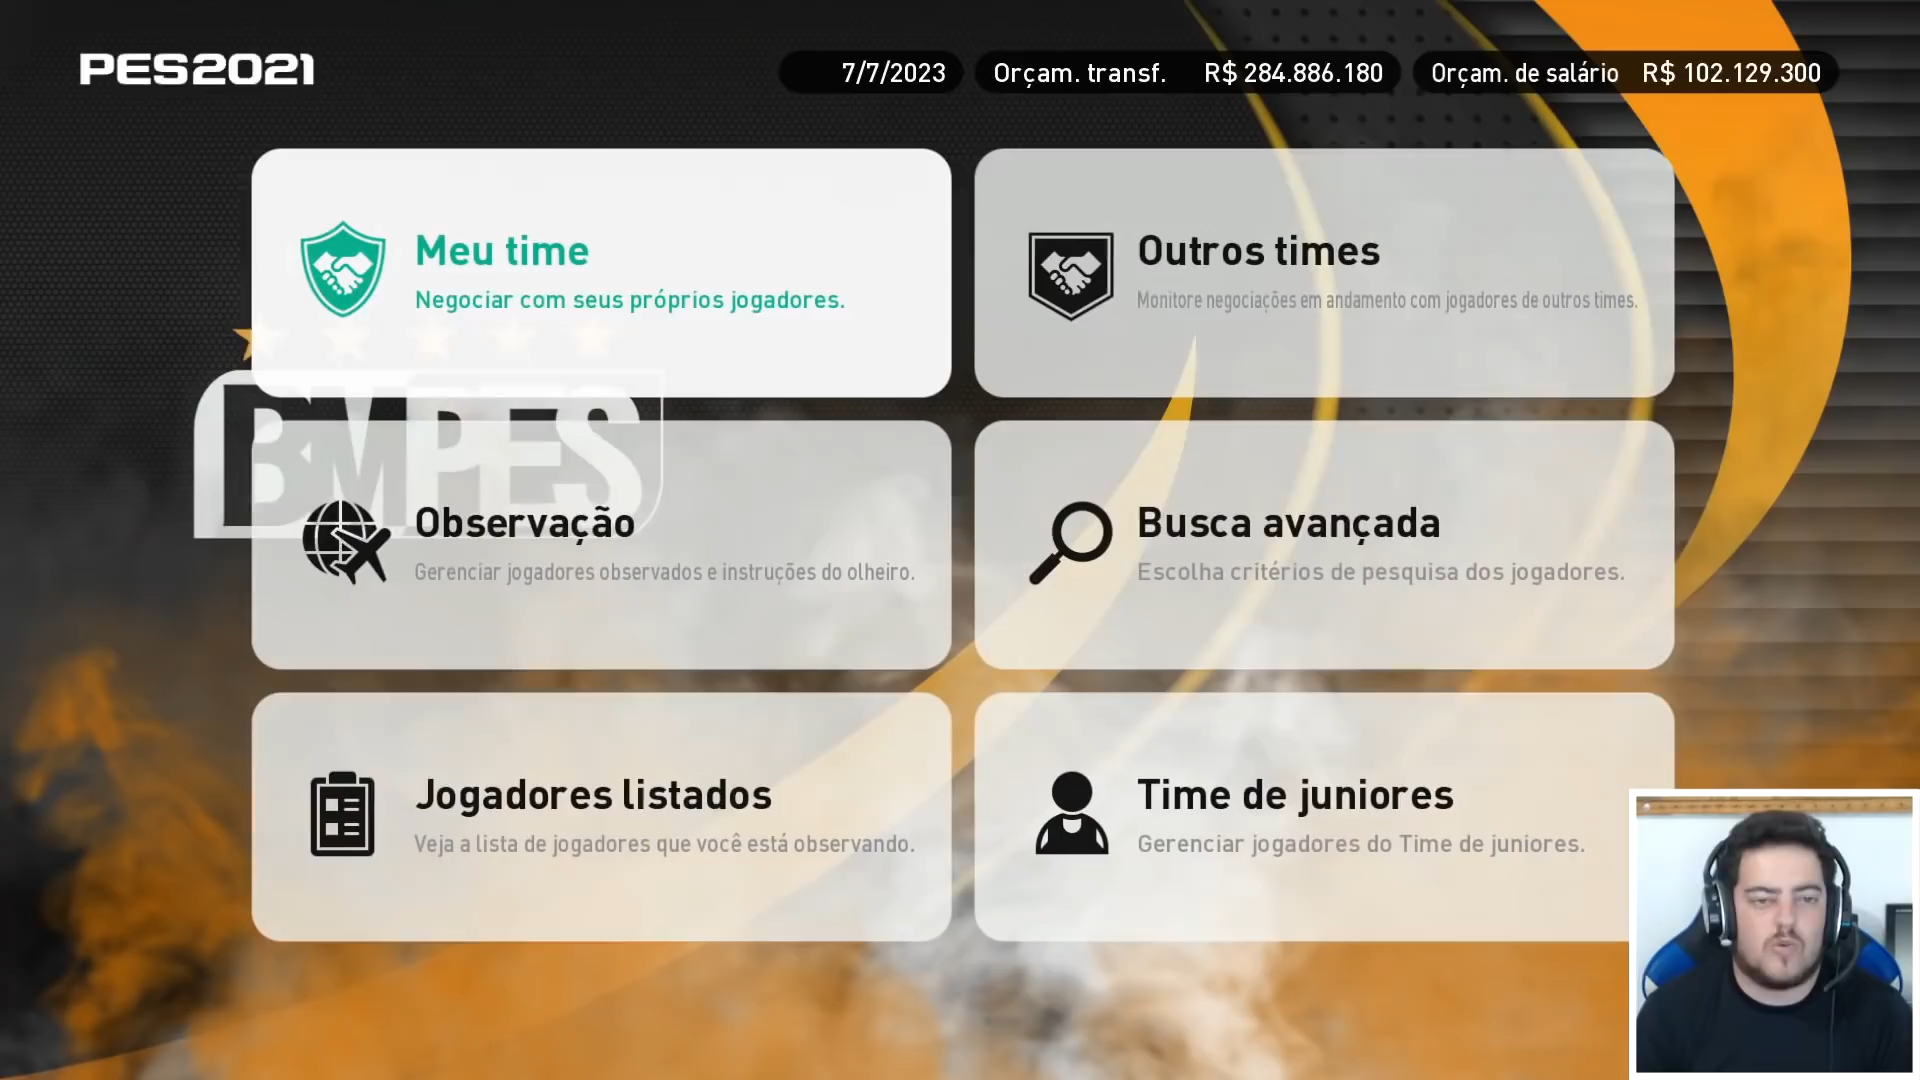 PES2021
7/7/2023
Orçam. transf. R$ 284.886.180
Orçam. de salário R$ 102.129.300
Meu time
Negociar com seus próprios jogadores.
Outros times
Monitore negociações em andamento com jogadores de outros times.
BMPES
Observação
Gerenciar jogadores observados e instruções do olheiro.
Busca avançada
Escolha critérios de pesquisa dos jogadores.
Jogadores listados
Veja a lista de jogadores que você está observando.
Time de juniores
Gerenciar jogadores do Time de juniores.